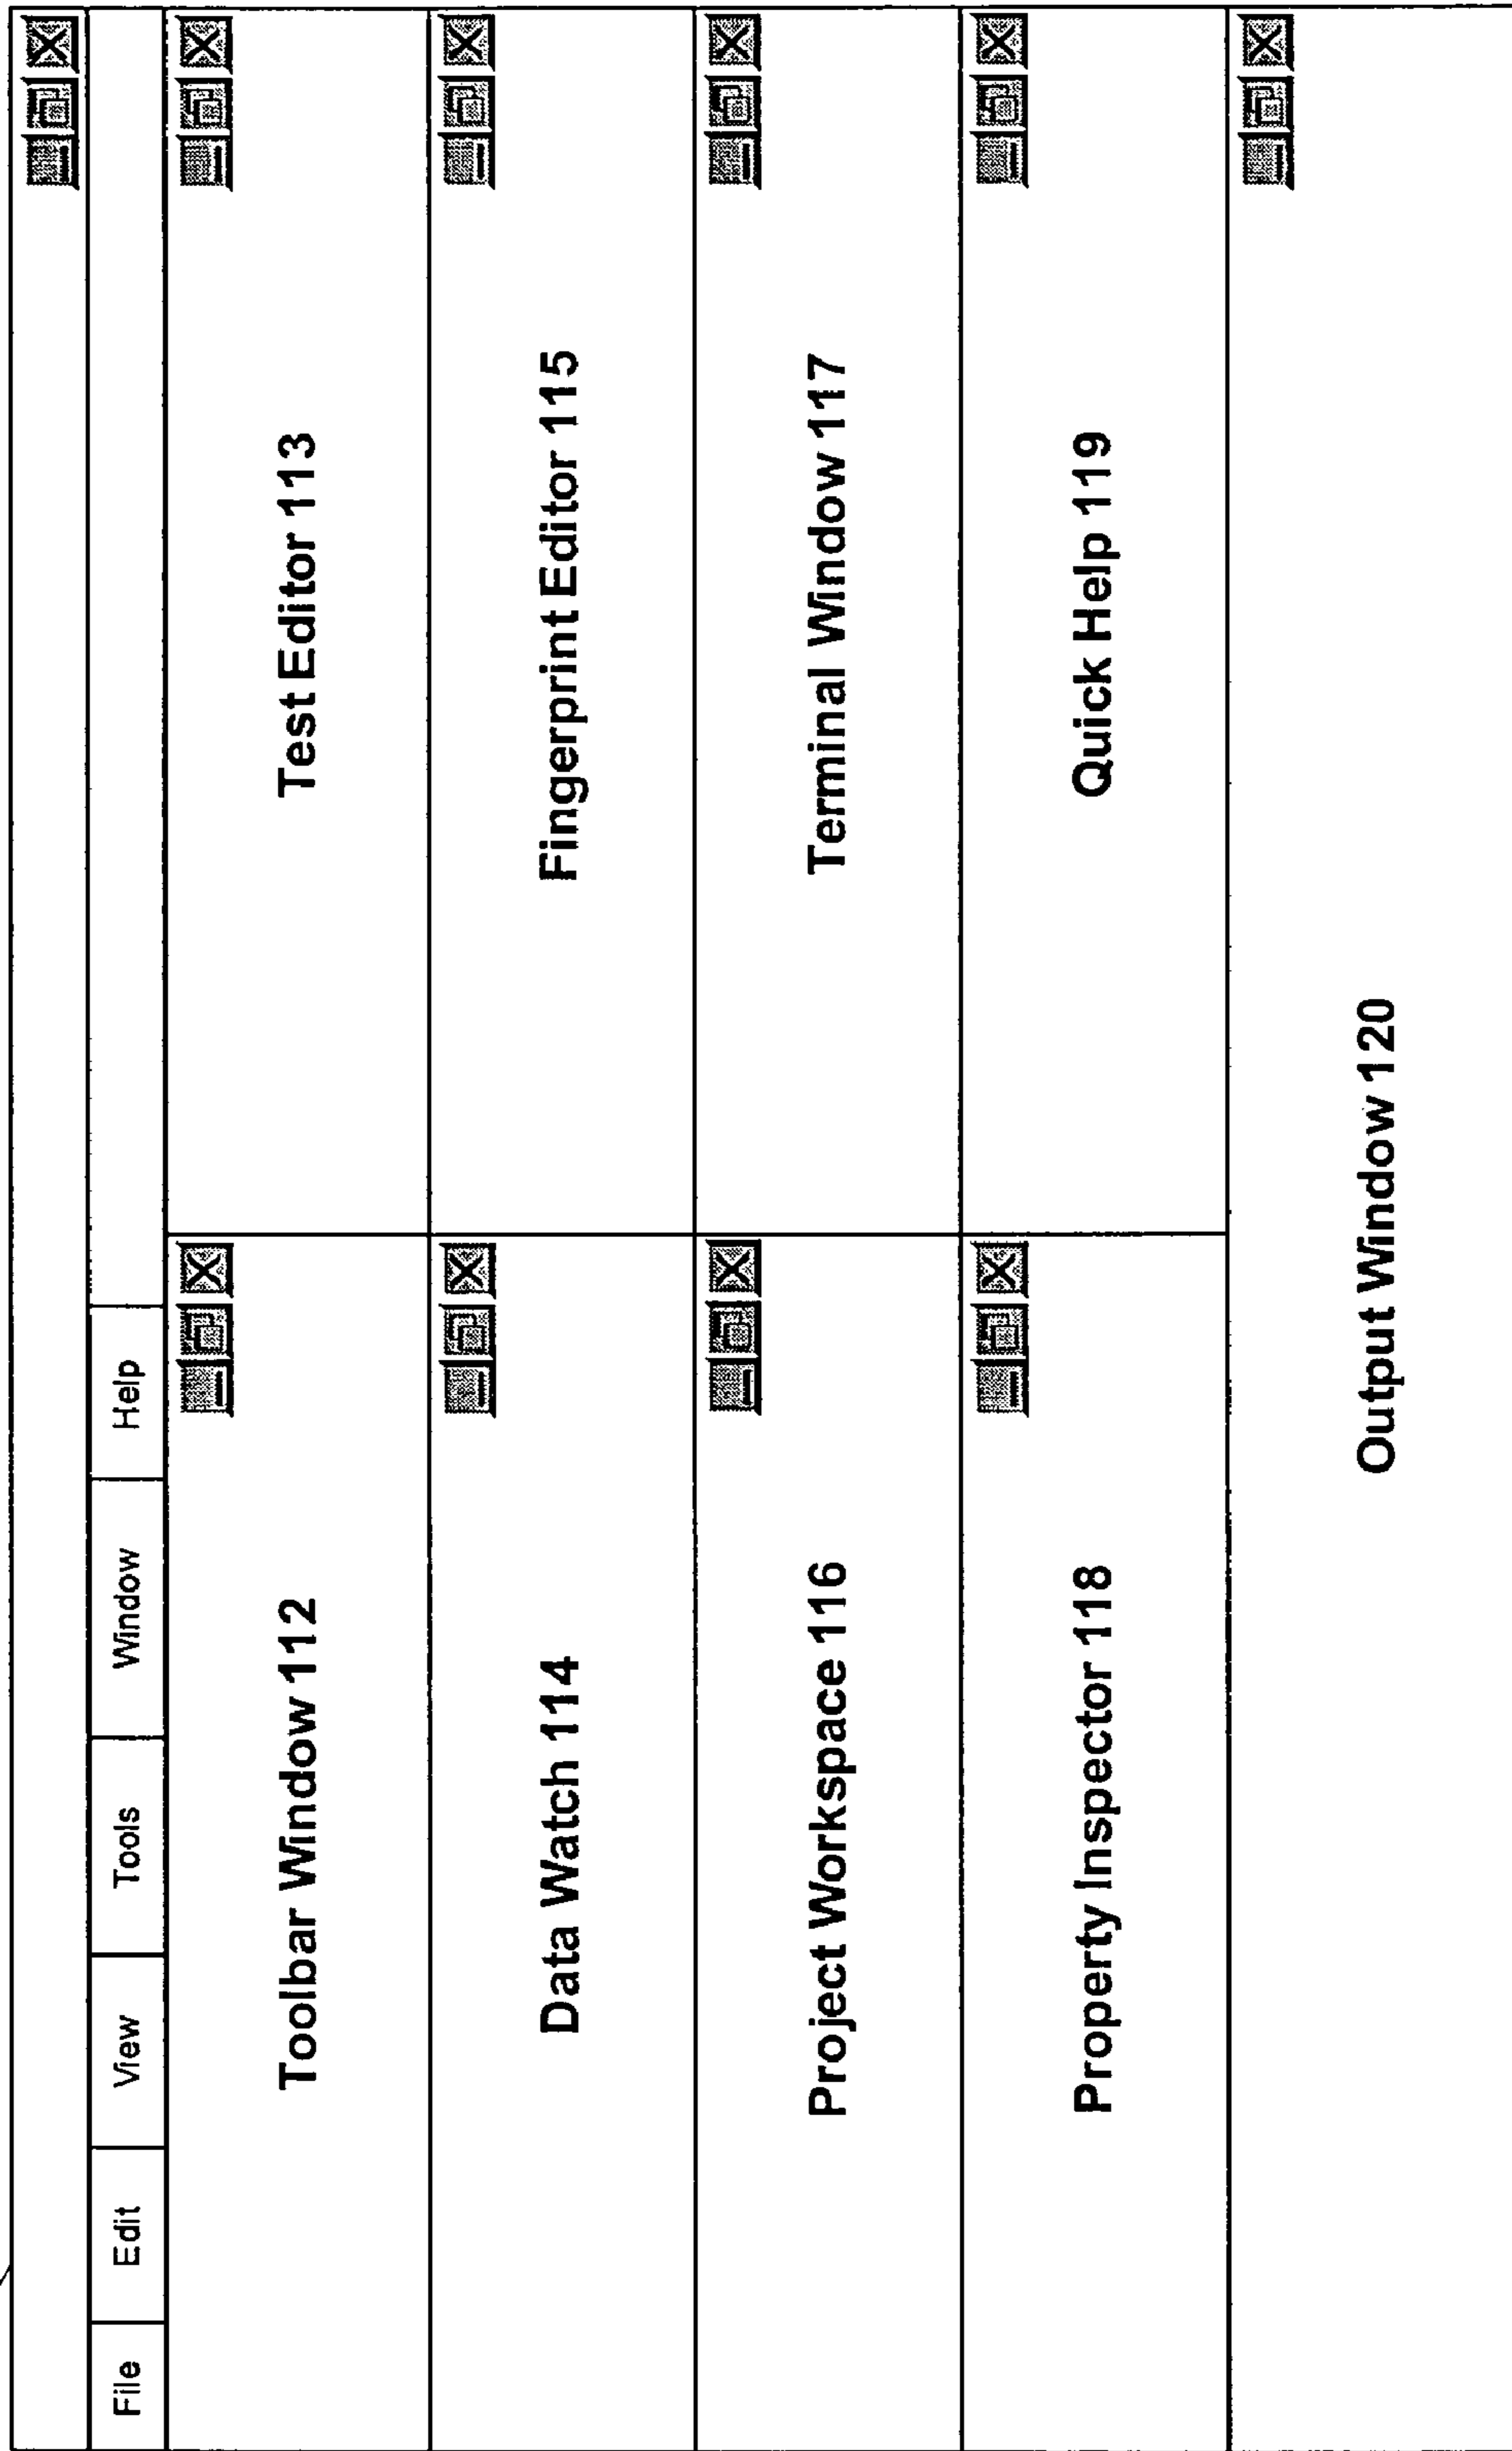 File Edit View Tools Window Help
Toolbar Window 112
Test Editor 113
Data Watch 114
Fingerprint Editor 115
Project Workspace 116
Terminal Window 117
Property Inspector 118
Quick Help 119
Output Window 120